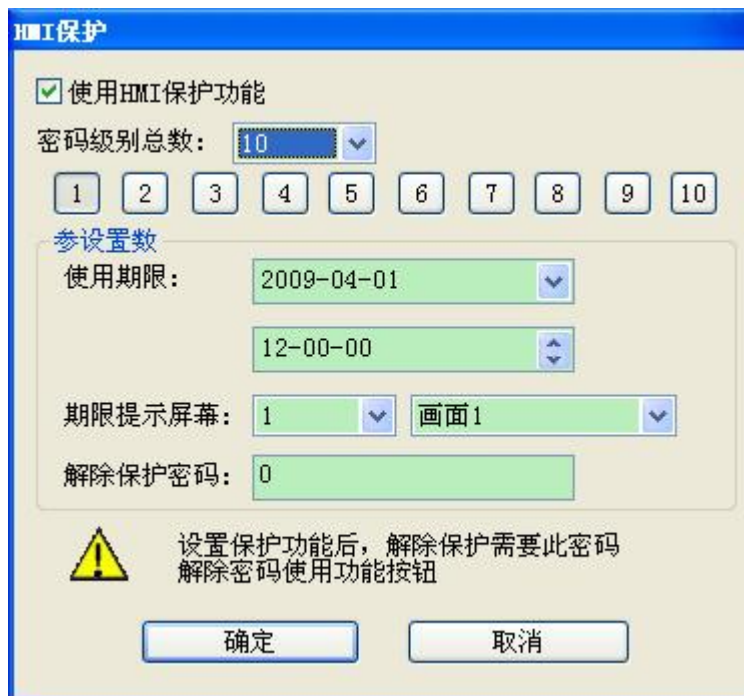 HMI保护
使用HMI保护功能
密码级别总数： 10
1 2 3 4 5 6 7 8 9 10
参设置数
使用期限： 2009-04-01
12-00-00
期限提示屏幕： 1 画面1
解除保护密码： 0
设置保护功能后，解除保护需要此密码
解除密码使用功能按钮
确定 取消